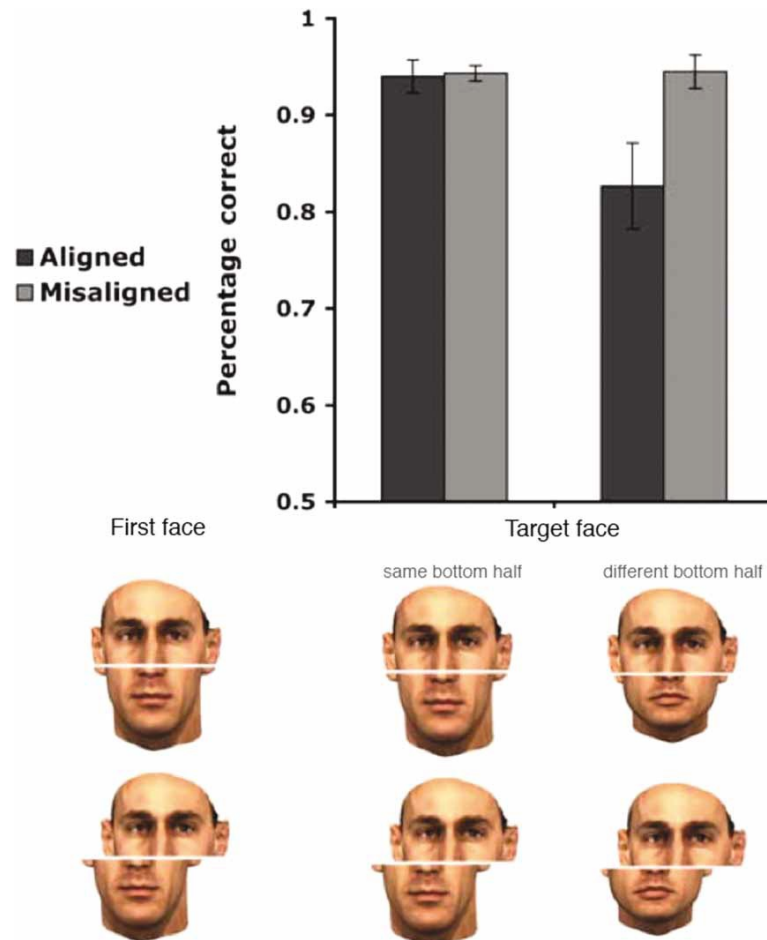 1
0.9
0.8
0.7
0.6
0.5
Percentage correct
Aligned
Misaligned
First face
Target face
same bottom half
different bottom half